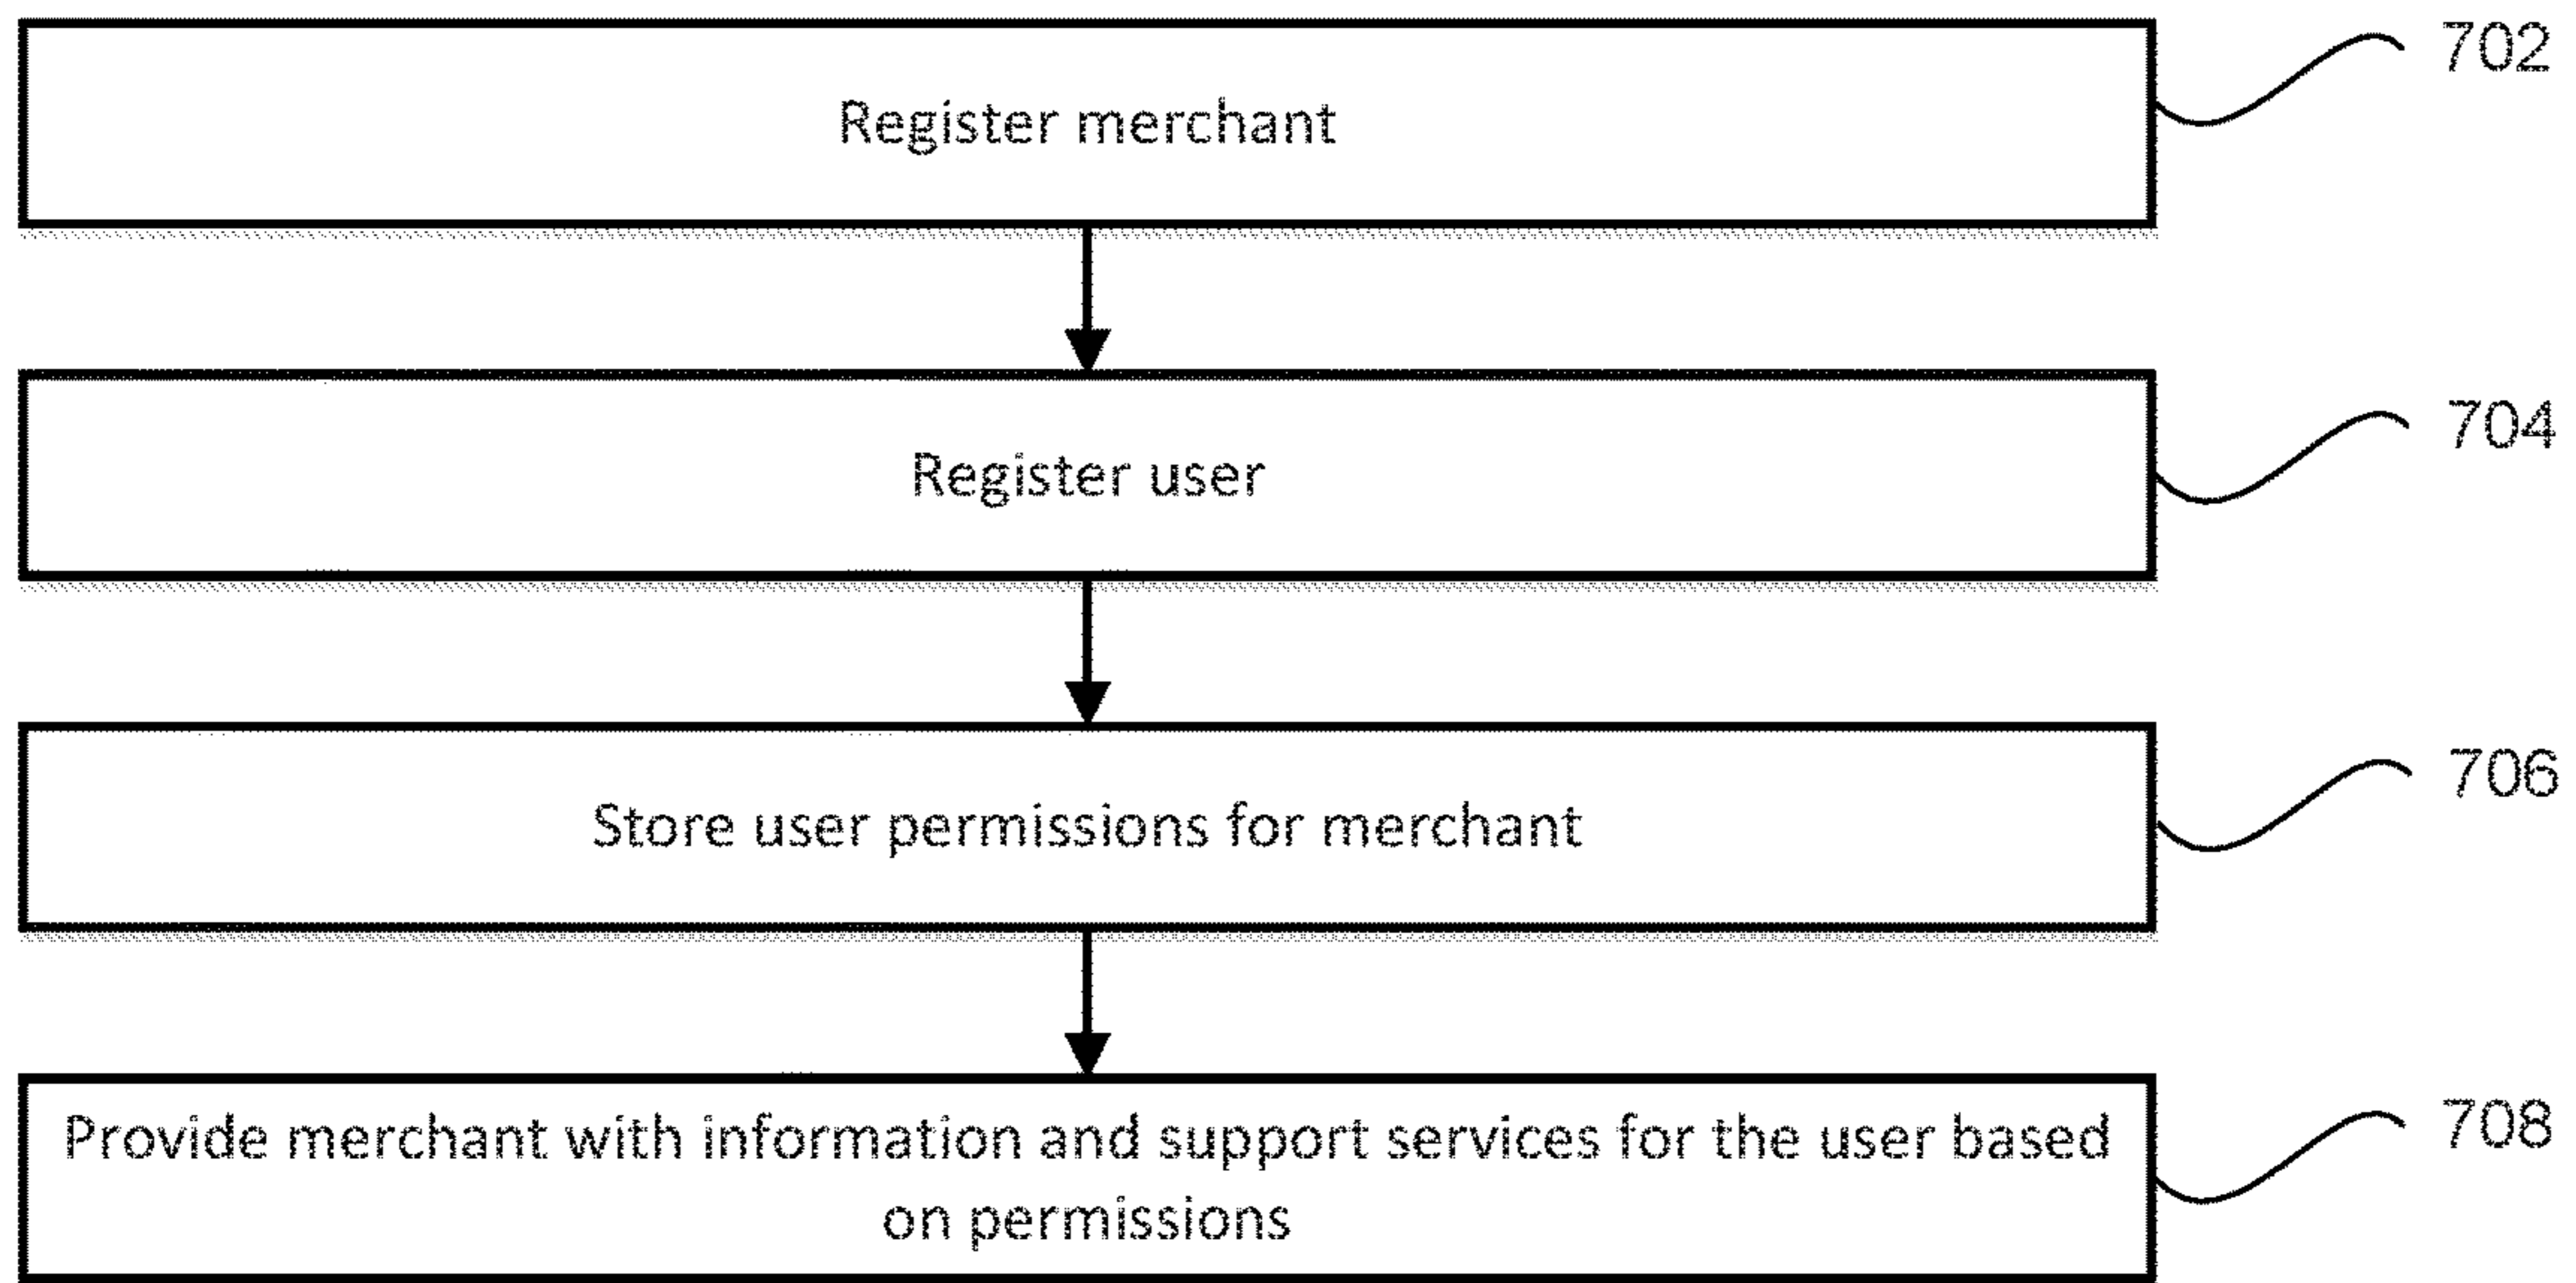 Register merchant
702
Register user
704
Store user permissions for merchant
706
Provide merchant with information and support services for the user based
on permissions
708